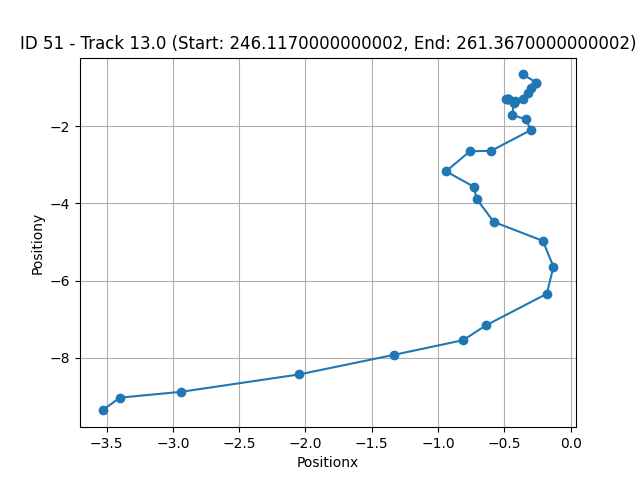 ID 51 - Track 13.0 (Start: 246.1170000000002, End: 261.3670000000002)
Positiony
−2
−4
−6
−8
−3.5 −3.0 −2.5 −2.0 −1.5 −1.0 −0.5 0.0
Positionx